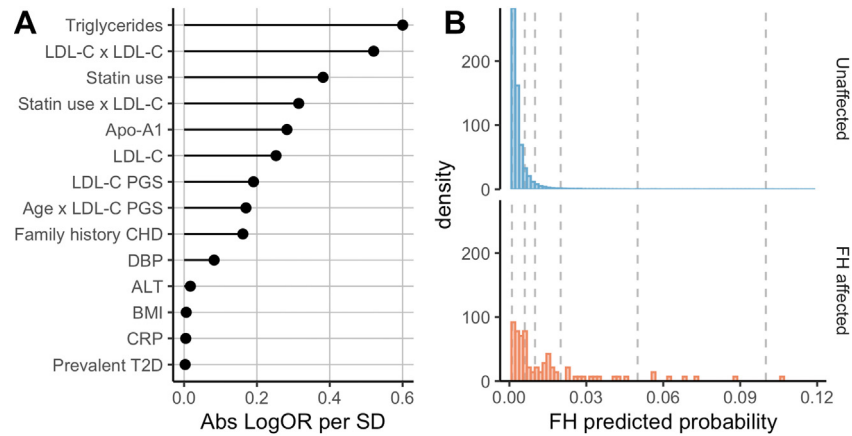 A
Triglycerides
LDL-C x LDL-C
Statin use
Statin use x LDL-C
Apo-A1
LDL-C
LDL-C PGS
Age x LDL-C PGS
Family history CHD
DBP
ALT
BMI
CRP
Prevalent T2D
0.0 0.2 0.4 0.6
Abs LogOR per SD
B
density
200
100
0
Unaffected
200
100
0
FH affected
0.00 0.03 0.06 0.09 0.12
FH predicted probability